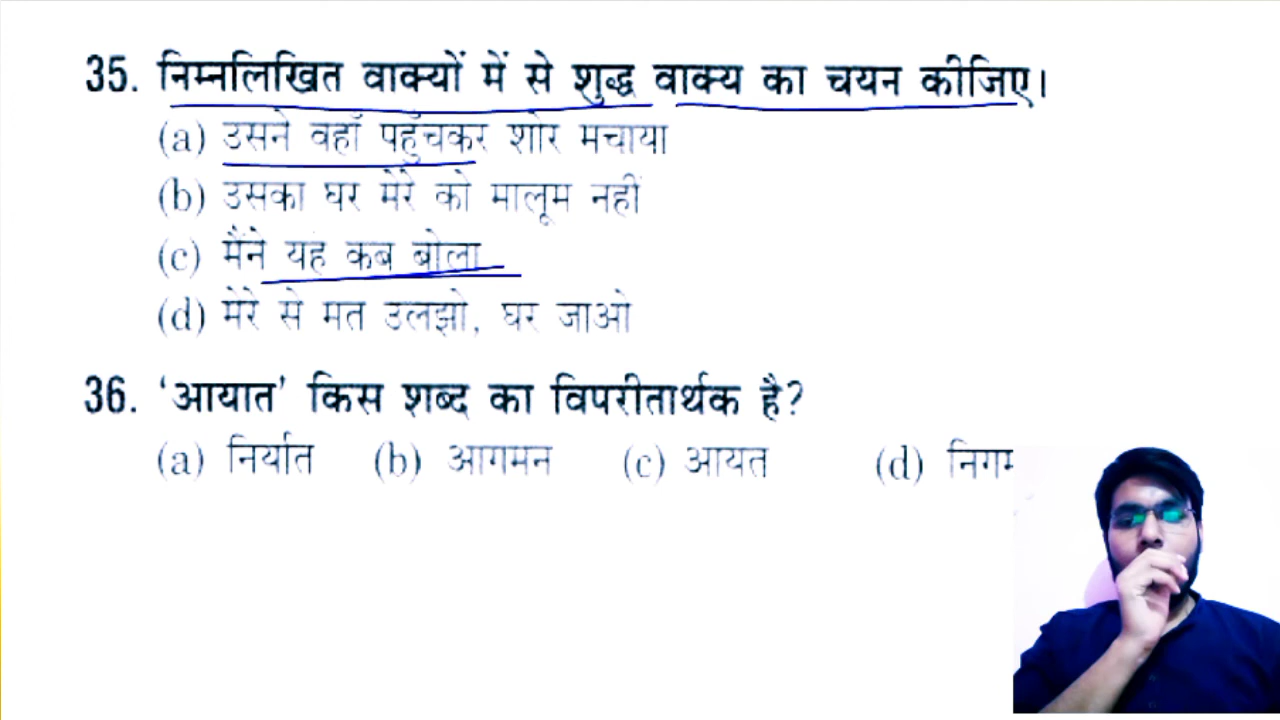 35. निम्नलिखित वाक्यों में से शुद्ध वाक्य का चयन कीजिए।
(a) उसने वहाँ पहुँचकर शोर मचाया
(b) उसका घर मेरे को मालूम नहीं
(c) मैंने यह कब बोला
(d) मेरे से मत उलझो, घर जाओ
36. ‘आयात’ किस शब्द का विपरीतार्थक है?
(a) निर्यात (b) आगमन (c) आयत (d)